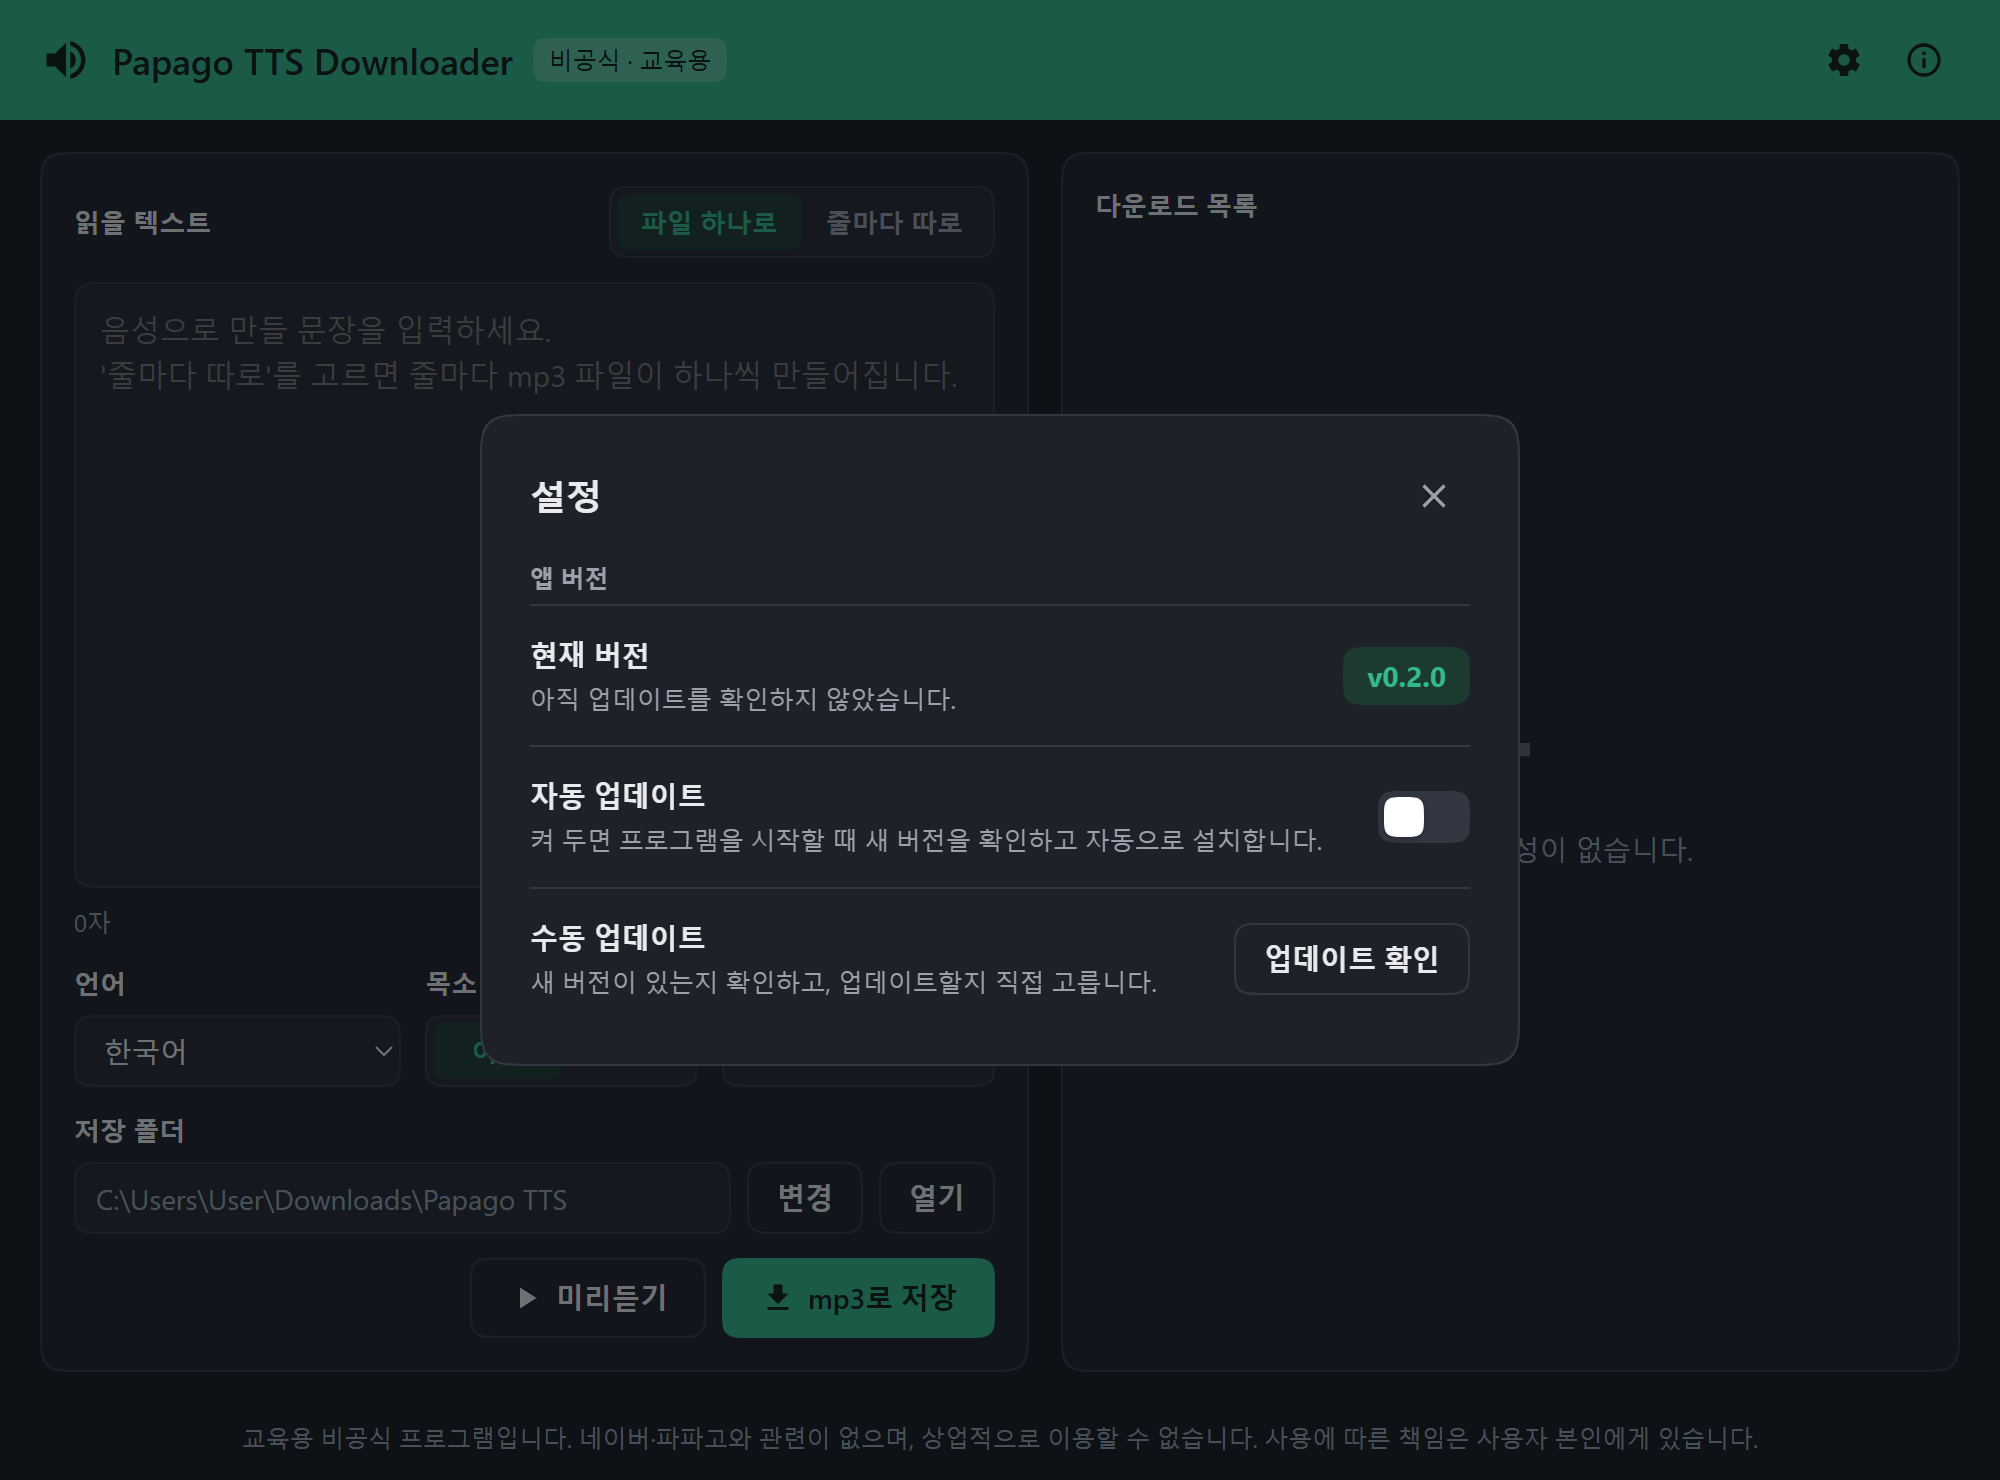 Papago TTS Downloader
비공식 · 교육용
읽을 텍스트
파일 하나로
줄마다 따로
다운로드 목록
음성으로 만들 문장을 입력하세요.
'줄마다 따로'를 고르면 줄마다 mp3 파일이 하나씩 만들어집니다.
설정
앱 버전
현재 버전
아직 업데이트를 확인하지 않았습니다.
v0.2.0
자동 업데이트
켜 두면 프로그램을 시작할 때 새 버전을 확인하고 자동으로 설치합니다.
수동 업데이트
새 버전이 있는지 확인하고, 업데이트할지 직접 고릅니다.
업데이트 확인
없습니다.
0자
언어
목소
한국어
저장 폴더
C:\Users\User\Downloads\Papago TTS
변경
열기
미리듣기
mp3로 저장
교육용 비공식 프로그램입니다. 네이버·파파고와 관련이 없으며, 상업적으로 이용할 수 없습니다. 사용에 따른 책임은 사용자 본인에게 있습니다.